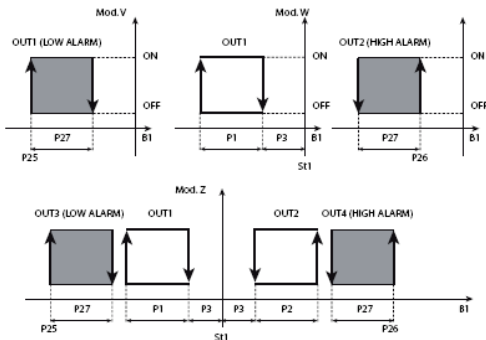 Mod. V
Mod. W
OUT1 (LOW ALARM)
OUT1
OUT2 (HIGH ALARM)
ON
ON
ON
OFF
OFF
OFF
P27
B1
P1
P3
B1
P27
B1
P25
St1
P26
Mod. Z
OUT3 (LOW ALARM)
OUT1
OUT2
OUT4 (HIGH ALARM)
P27
P1
P3
P3
P2
P27
B1
P25
St1
P26